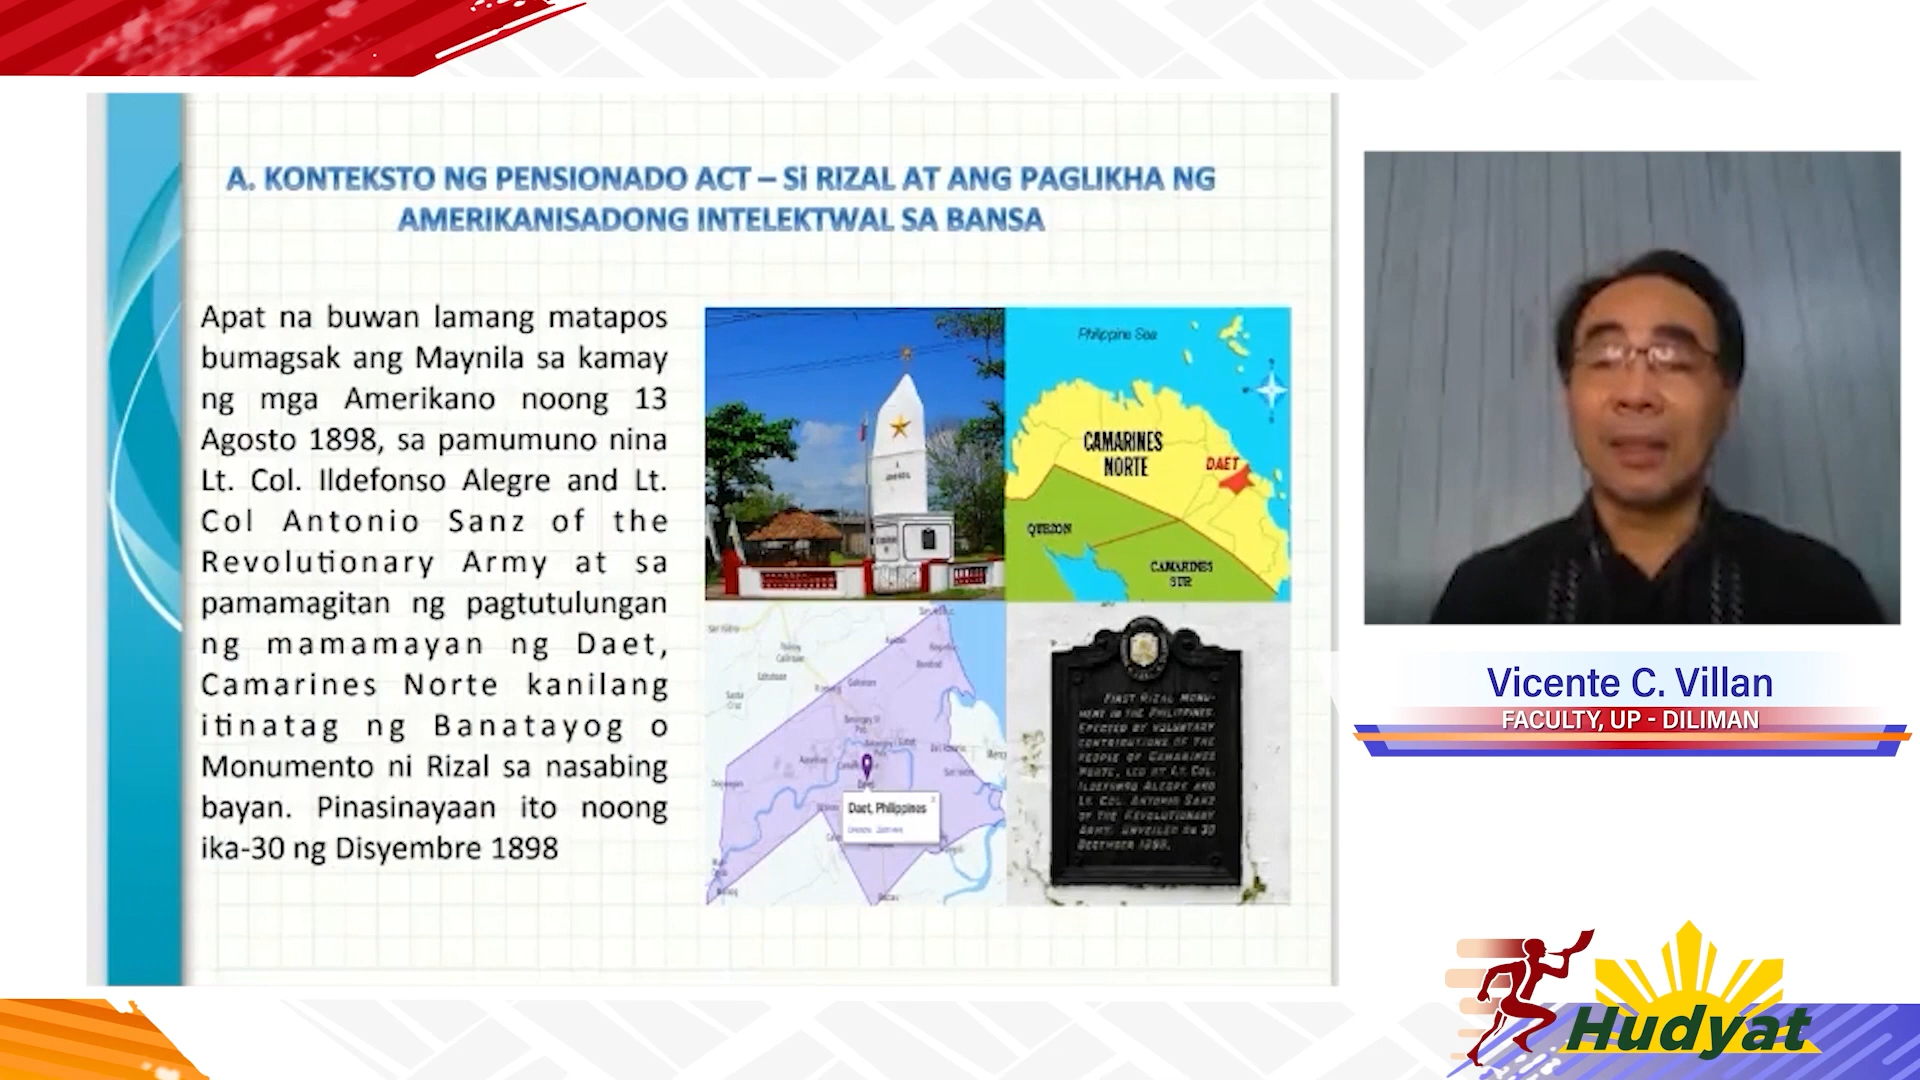 A. KONTEKSTO NG PENSIONADO ACT – Si RIZAL AT ANG PAGLIKHA NG
AMERIKANISADONG INTELEKTWAL SA BANSA
Apat na buwan lamang matapos
bumagsak ang Maynila sa kamay
ng mga Amerikano noong 13
Agosto 1898, sa pamumuno nina
Lt. Col. Ildefonso Alegre and Lt.
Col Antonio Sanz of the
Revolutionary Army at sa
pamamagitan ng pagtutulungan
ng mamamayan ng Daet,
Camarines Norte kanilang
itinatag ng Banatayog o
Monumento ni Rizal sa nasabing
bayan. Pinasinayaan ito noong
ika-30 ng Disyembre 1898
Philippine Sea
CAMARINES
NORTE
DAET
QUEZON
CAMARINES
SUR
Daet, Philippines
FIRST RIZAL MONU-
MENT IN THE PHILIPPINES.
ERECTED BY VOLUNTARY
CONTRIBUTIONS OF THE
PEOPLE OF CAMARINES
NORTE, LED BY LT. COL.
ILDEFONSO ALEGRE AND
LT. COL. ANTONIO SANZ
OF THE REVOLUTIONARY
ARMY. UNVEILED ON 30
DECEMBER 1898.
Vicente C. Villan
FACULTY, UP - DILIMAN
Hudyat